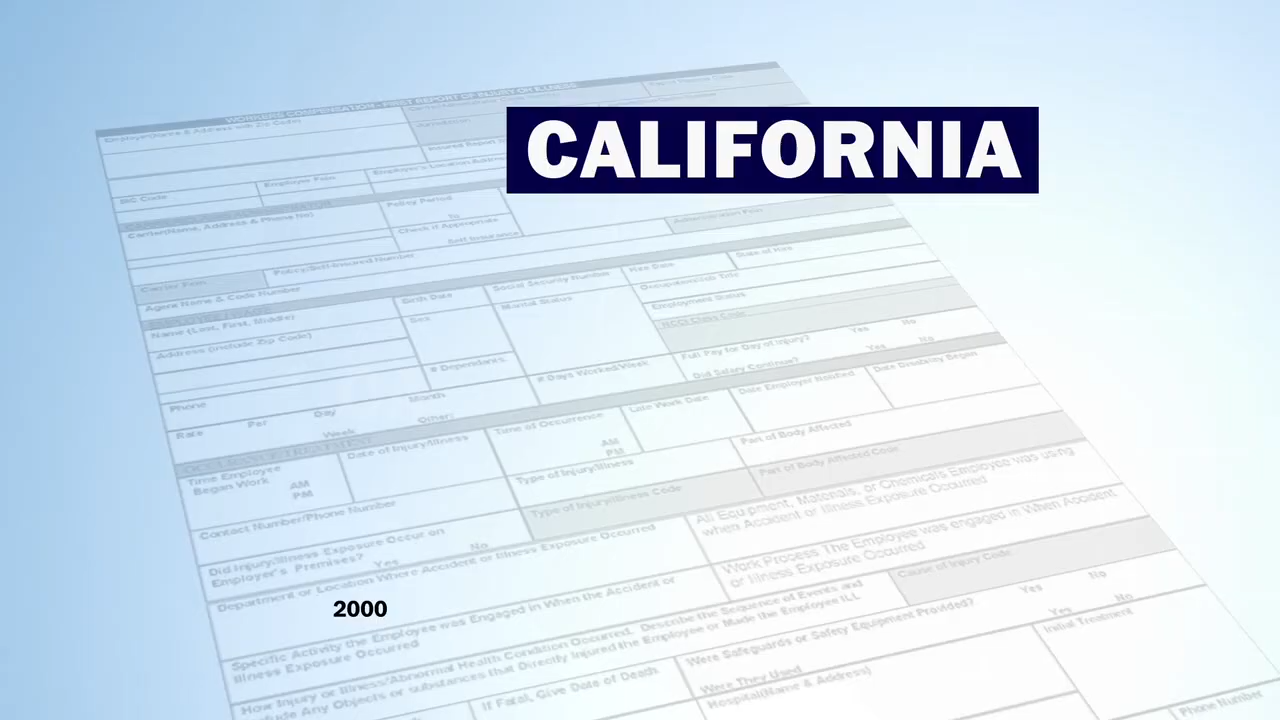 WORKERS COMPENSATION - FIRST REPORT OF INJURY OR ILLNESS
Employer(Name & Address with Zip Code)
CALIFORNIA
Insured Report
Employer's Location Address
SIC Code
Employee Fein
Policy Period
To
Carrier(Name, Address & Phone No)
Check if Appropriate
Self Insurance
Carrier Fein
Policy/Self-Insured Number
Agent Name & Code Number
Birth Date
Social Security Number
Hire Date
State of Hire
Occupation/Job Title
Name (Last, First, Middle)
Sex
Marital Status
Employment Status
NCCI Class Code
Address (Include Zip Code)
# Dependents
# Days Worked/Week
Full Pay for Day of Injury?
Yes
No
Did Salary Continue?
Yes
No
Phone
Rate
Per
Day
Month
Week
Other:
OCCURANCE/TREATMENT
Time Employee
Began Work
AM
PM
Date of Injury/Illness
Time of Occurrence
AM
PM
Late Work Date
Date Employer Notified
Date Disability Began
Type of Injury/Illness
Part of Body Affected
Type of Injury/Illness Code
Part of Body Affected Code
Contact Number/Phone Number
Did Injury/Illness Exposure Occur on
Employer's Premises?
Yes
No
All Equipment, Materials, or Chemicals Employee was using
when Accident or Illness Exposure Occurred
Department or Location Where Accident or Illness Exposure Occurred
Work Process The Employee was engaged in When Accident
or Illness Exposure Occurred
2000
Specific Activity the Employee was Engaged in When the Accident or
Illness Exposure Occurred
Cause of Injury Code
How Injury or Illness/Abnormal Health Condition Occurred. Describe the Sequence of Events and
Include Any Objects or substances that Directly Injured the Employee or Made the Employee ILL
Were Safeguards or Safety Equipment Provided?
Yes
No
Were They Used
Yes
No
If Fatal, Give Date of Death
Hospital(Name & Address)
Initial Treatment
Phone Number